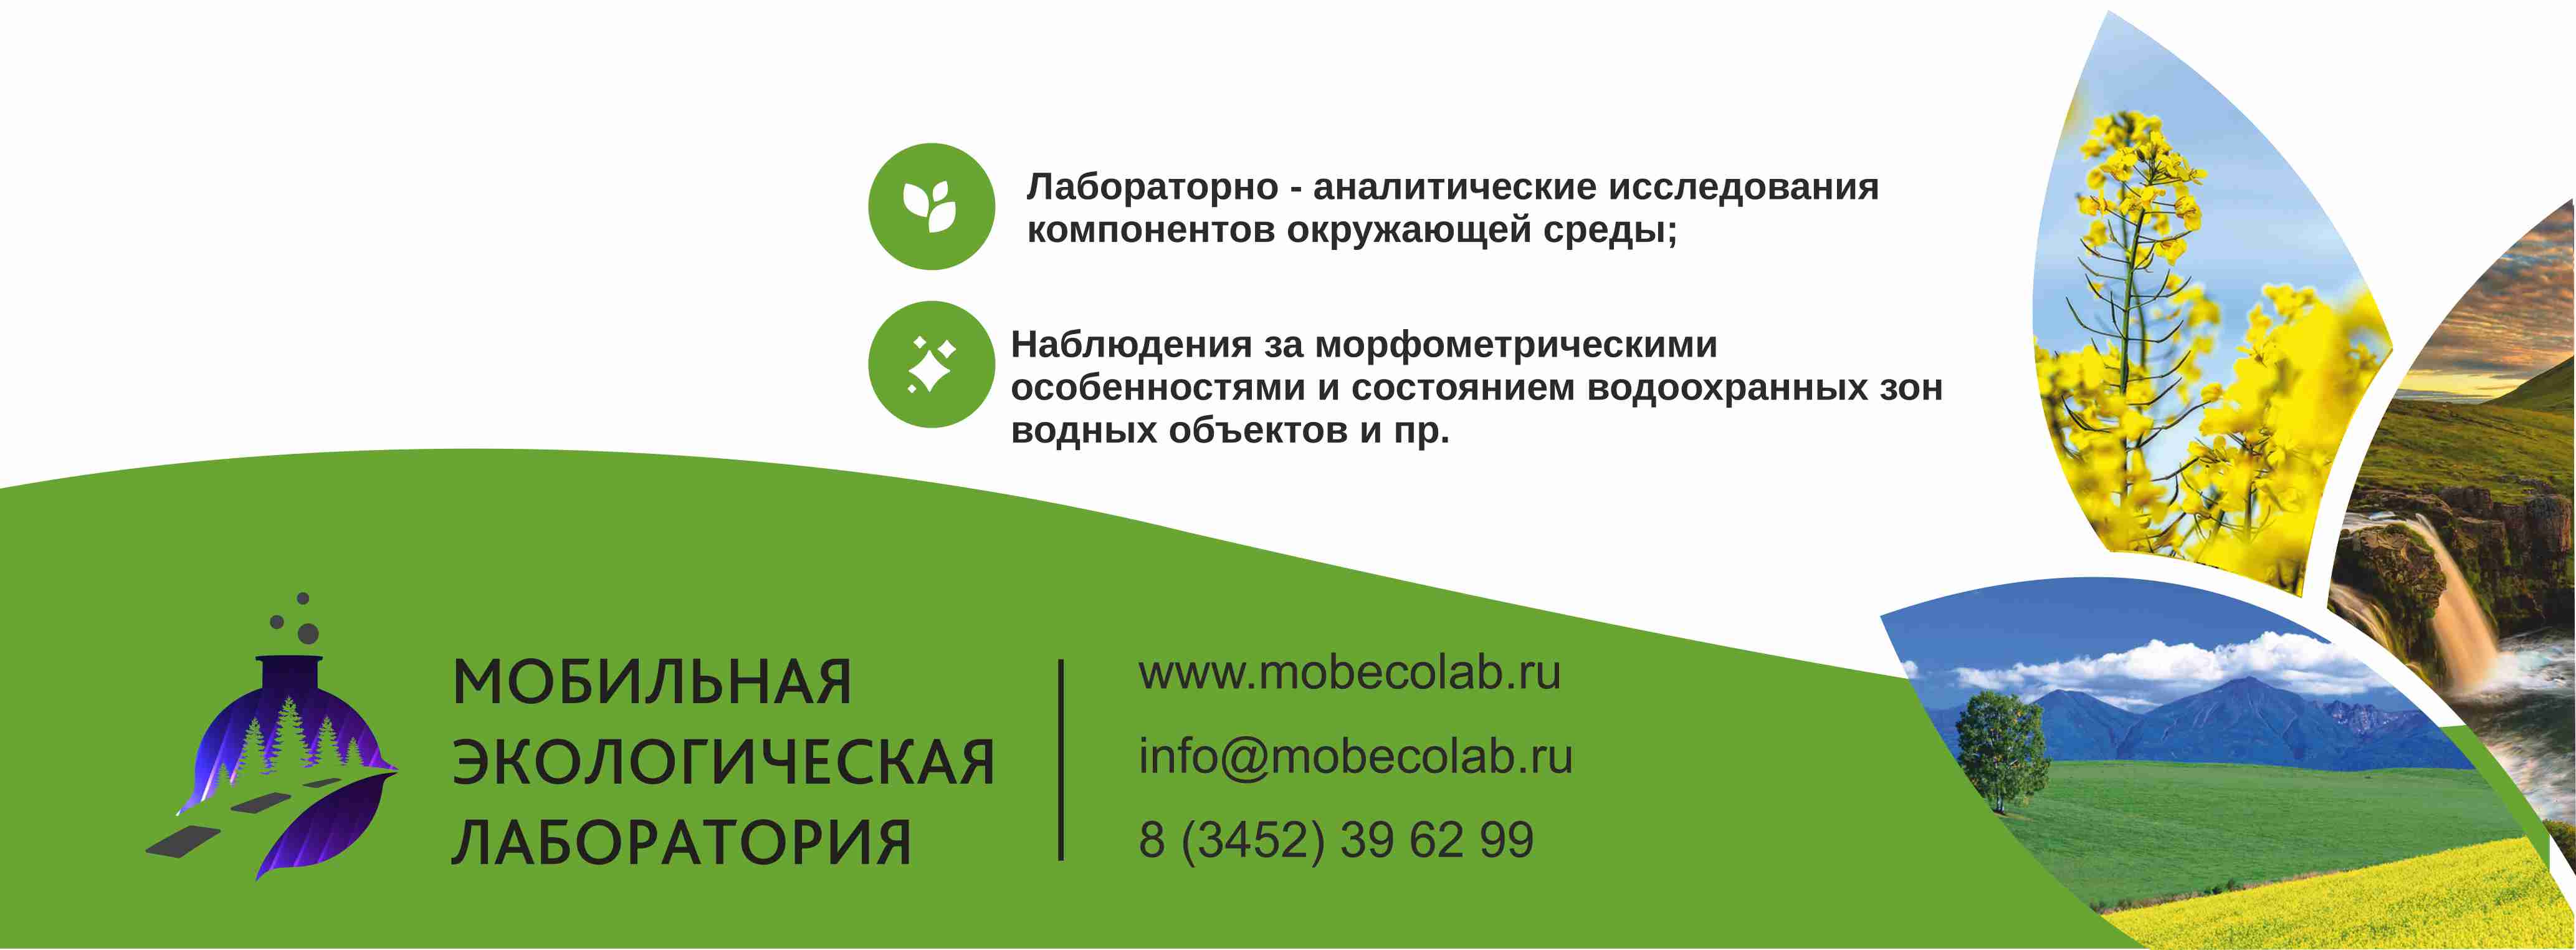 Лабораторно - аналитические исследования
компонентов окружающей среды;
Наблюдения за морфометрическими
особенностями и состоянием водоохранных зон
водных объектов и пр.
МОБИЛЬНАЯ
ЭКОЛОГИЧЕСКАЯ
ЛАБОРАТОРИЯ
www.mobecolab.ru
info@mobecolab.ru
8 (3452) 39 62 99